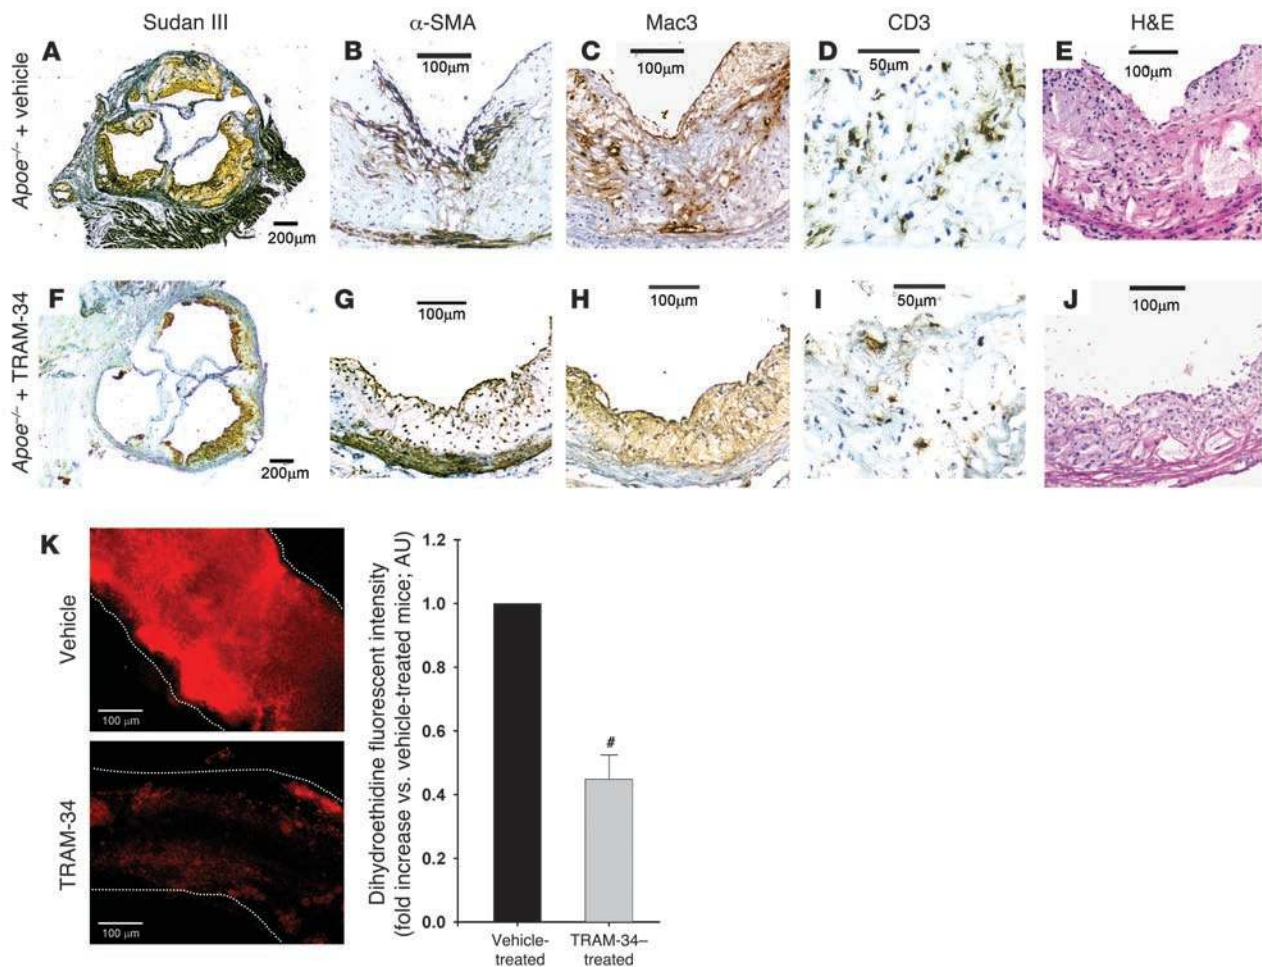 Sudan III
α-SMA
Mac3
CD3
H&E
Apoe⁻/⁻ + vehicle
A
200μm
B
100μm
C
100μm
D
50μm
E
100μm
Apoe⁻/⁻ + TRAM-34
F
200μm
G
100μm
H
100μm
I
50μm
J
100μm
K
Vehicle
100 μm
TRAM-34
100 μm
Dihydroethidine fluorescent intensity
(fold increase vs. vehicle-treated mice; AU)
1.2
1.0
0.8
0.6
0.4
0.2
0.0
#
Vehicle-
treated
TRAM-34–
treated